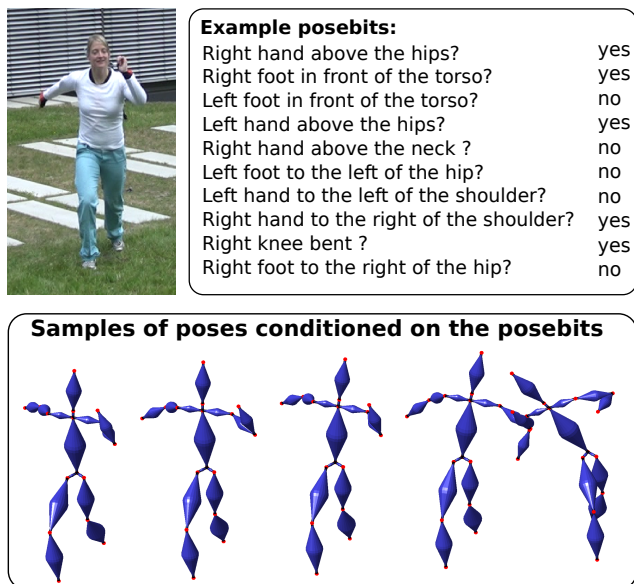 Example posebits:
Right hand above the hips? yes
Right foot in front of the torso? yes
Left foot in front of the torso? no
Left hand above the hips? yes
Right hand above the neck ? no
Left foot to the left of the hip? no
Left hand to the left of the shoulder? no
Right hand to the right of the shoulder? yes
Right knee bent ? yes
Right foot to the right of the hip? no
Samples of poses conditioned on the posebits